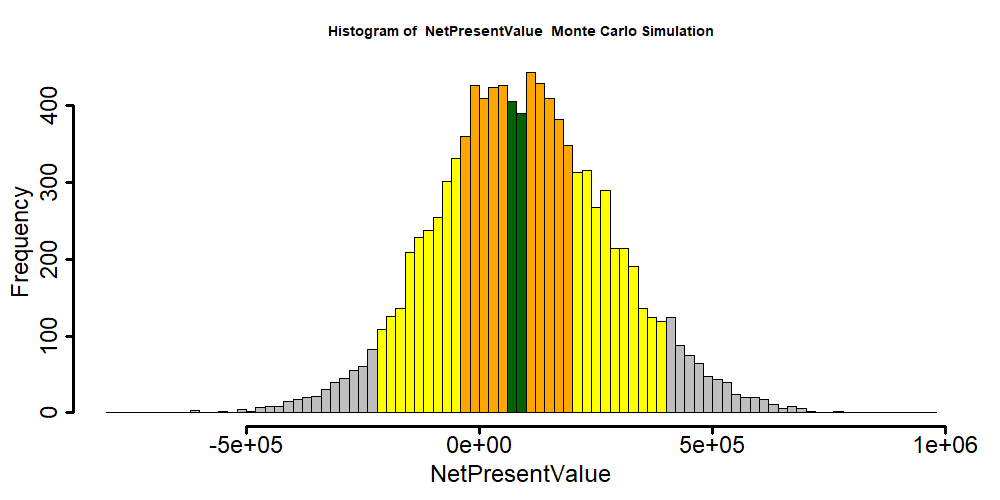 Histogram of  NetPresentValue  Monte Carlo Simulation
Frequency
400
300
200
100
0
-5e+05
0e+00
5e+05
1e+06
NetPresentValue